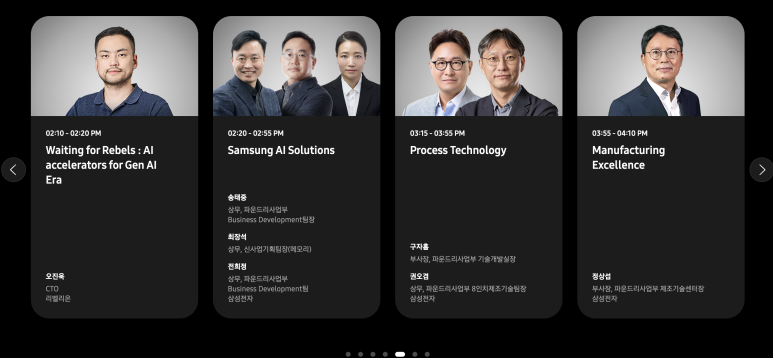 02:10 - 02:20 PM
Waiting for Rebels : AI
accelerators for Gen AI
Era
오진욱
CTO
리벨리온
02:20 - 02:55 PM
Samsung AI Solutions
송태중
상무, 파운드리사업부
Business Development팀장
최장석
상무, 신사업기획팀장(메모리)
전희정
상무, 파운드리사업부
Business Development팀
삼성전자
03:15 - 03:55 PM
Process Technology
구자흠
부사장, 파운드리사업부 기술개발실장
권오겸
상무, 파운드리사업부 8인치제조기술팀장
삼성전자
03:55 - 04:10 PM
Manufacturing
Excellence
정상섭
부사장, 파운드리사업부 제조기술센터장
삼성전자